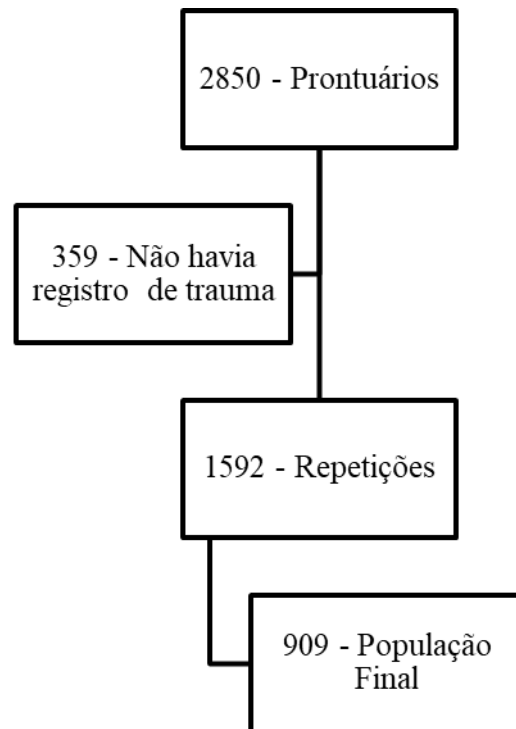 2850 - Prontuários
359 - Não havia
registro de trauma
1592 - Repetições
909 - População
Final